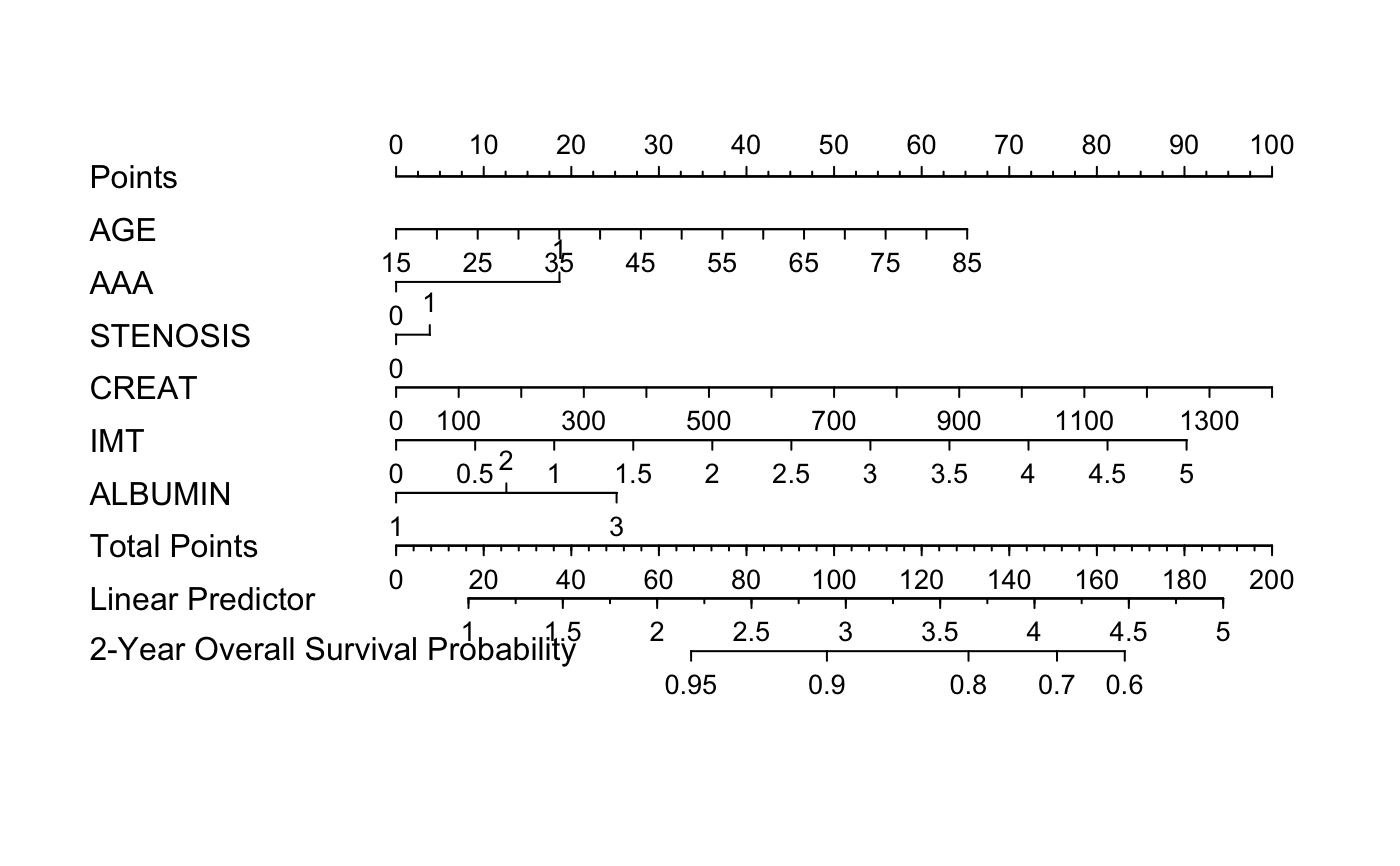 0 10 20 30 40 50 60 70 80 90 100
Points
AGE
1
15 25 35 45 55 65 75 85
AAA
0 1
STENOSIS
0
CREAT
0 100 300 500 700 900 1100 1300
IMT
0 0.5 2 1 1.5 2 2.5 3 3.5 4 4.5 5
ALBUMIN
1 3
Total Points
0 20 40 60 80 100 120 140 160 180 200
Linear Predictor
1 1.5 2 2.5 3 3.5 4 4.5 5
2-Year Overall Survival Probability
0.95 0.9 0.8 0.7 0.6